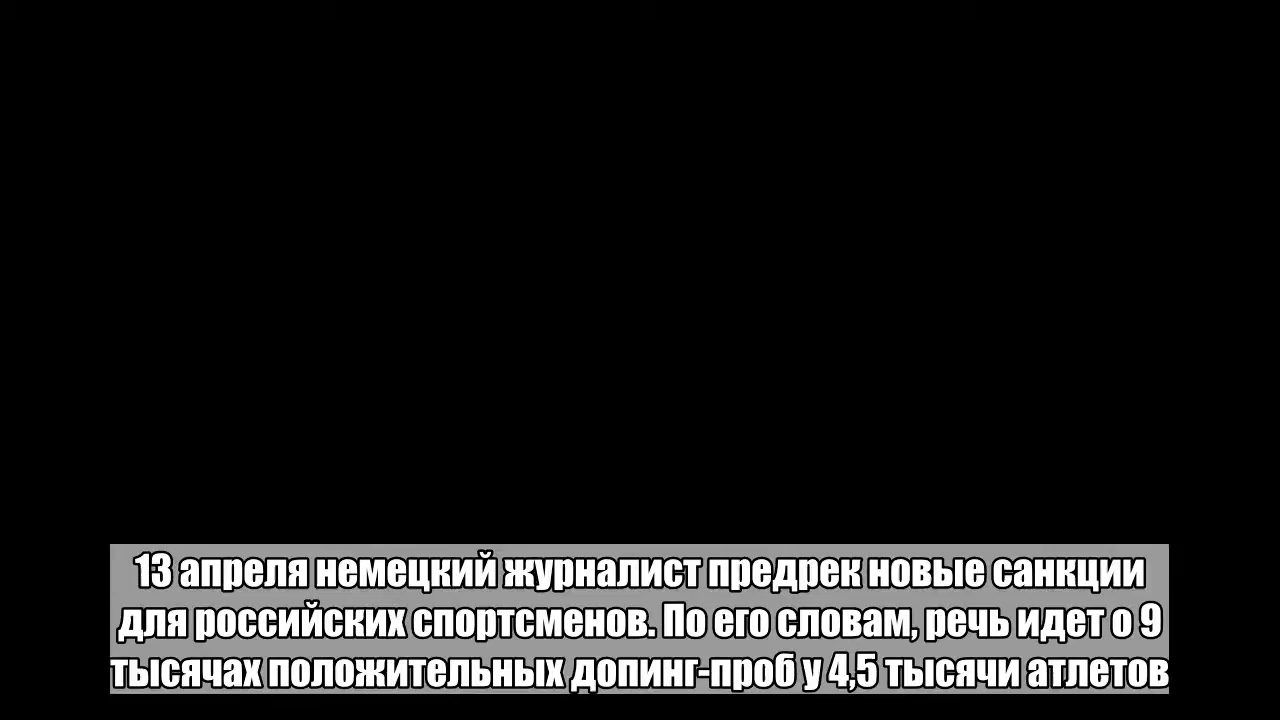 13 апреля немецкий журналист предрек новые санкции
для российских спортсменов. По его словам, речь идет о 9
тысячах положительных допинг-проб у 4,5 тысячи атлетов